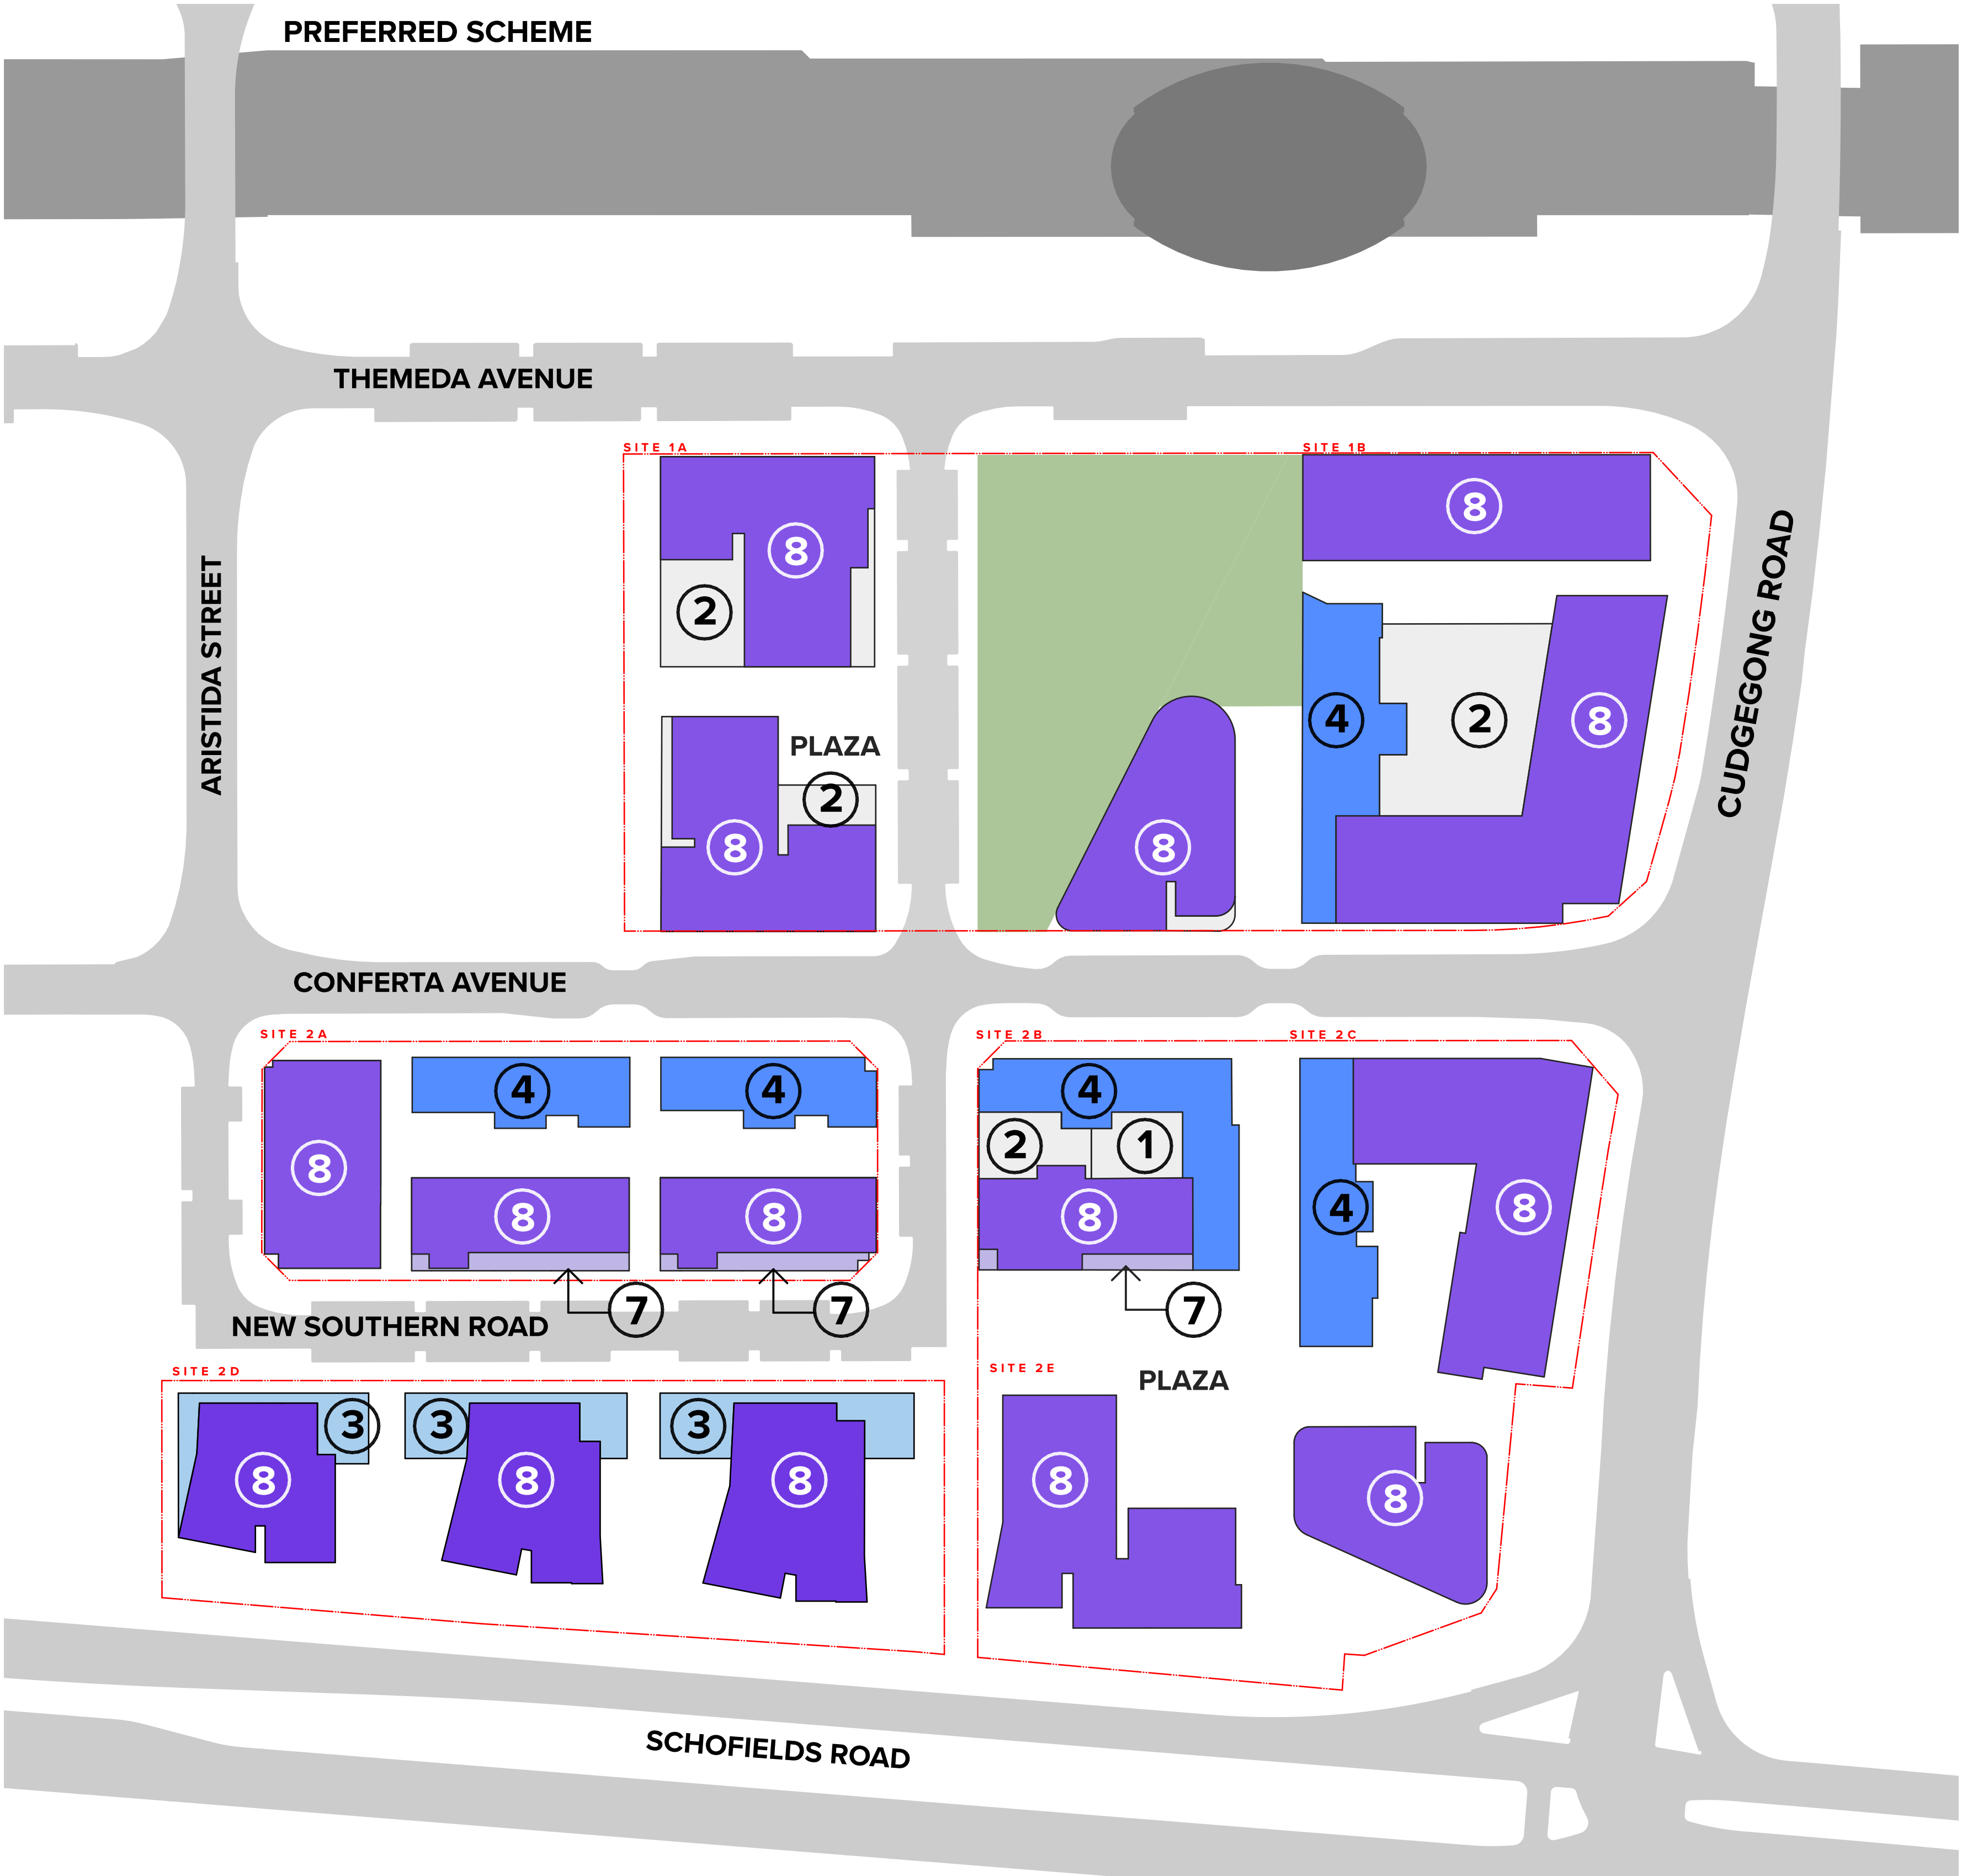 PREFERRED SCHEME
THEMEDA AVENUE
SITE 1A
SITE 1B
8
8
2
ARISTIDA STREET
CUDGEGONG ROAD
4
2
8
PLAZA
2
8
8
CONFERTA AVENUE
SITE 2A
SITE 2B
SITE 2C
4
4
4
2
1
8
8
8
8
4
8
7
7
7
NEW SOUTHERN ROAD
SITE 2D
SITE 2E
PLAZA
3
3
3
8
8
8
8
8
SCHOFIELDS ROAD